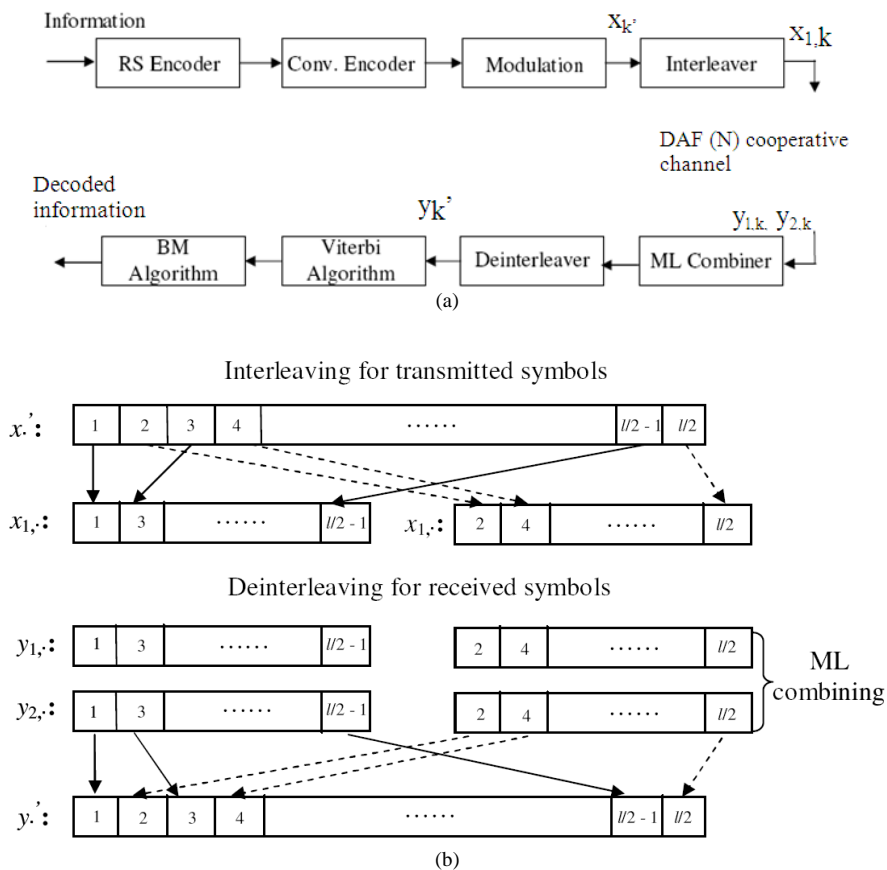 Information
RS Encoder
Conv. Encoder
Modulation
xk'
Interleaver
x1,k
DAF (N) cooperative
channel
Decoded
information
BM
Algorithm
Viterbi
Algorithm
yk'
Deinterleaver
ML Combiner
y1,k, y2,k
(a)
Interleaving for transmitted symbols
x.': 1 2 3 4 ...... l/2 - 1 l/2
x1,.: 1 3 ...... l/2 - 1 x1,.: 2 4 ...... l/2
Deinterleaving for received symbols
y1,.: 1 3 ...... l/2 - 1 2 4 ...... l/2
y2,.: 1 3 ...... l/2 - 1 2 4 ...... l/2
ML
combining
y.': 1 2 3 4 ...... l/2 - 1 l/2
(b)